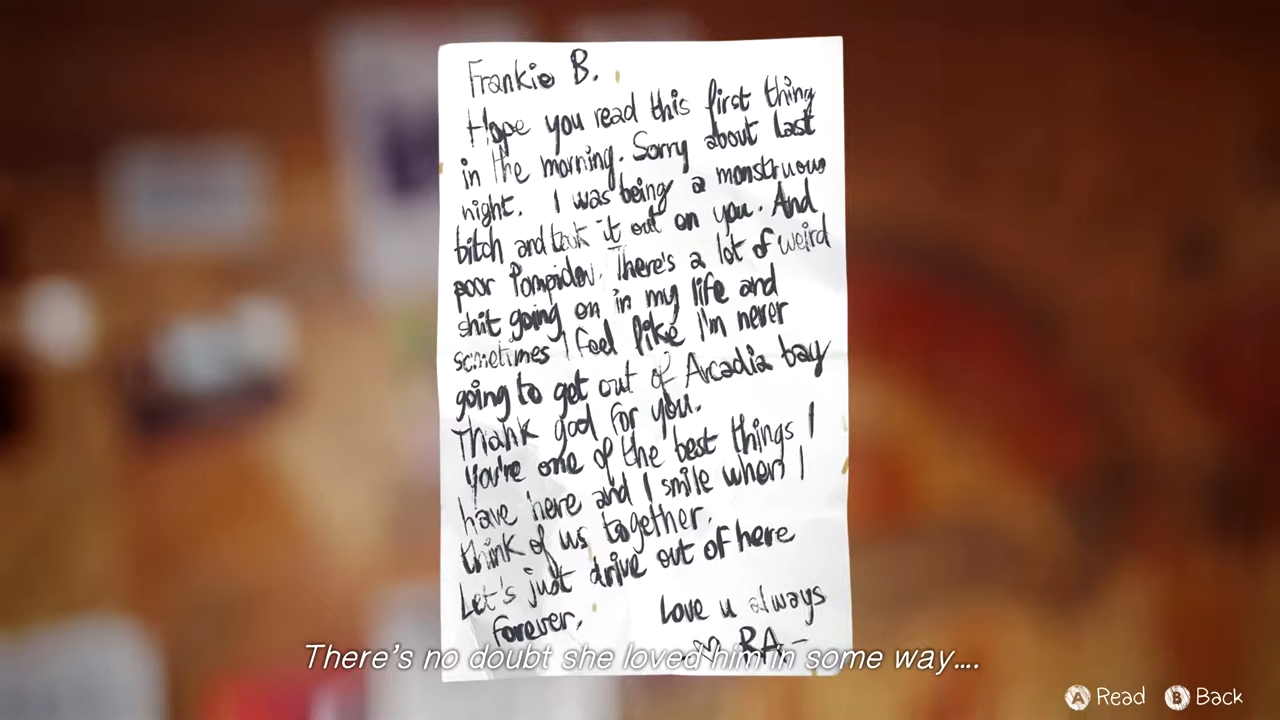 Frankie B.
Hope you read this first thing
in the morning. Sorry about last
night. I was being a monstruous
bitch and took it out on you. And
poor Pompidou. There's a lot of weird
shit going on in my life and
sometimes I feel like I'm never
going to get out of Arcadia bay
Thank god for you.
You're one of the best things I
have here and I smile when I
think of us together.
Let's just drive out of here
forever.
Love u always
♡ RA -
There's no doubt she loved him in some way....
A Read B Back